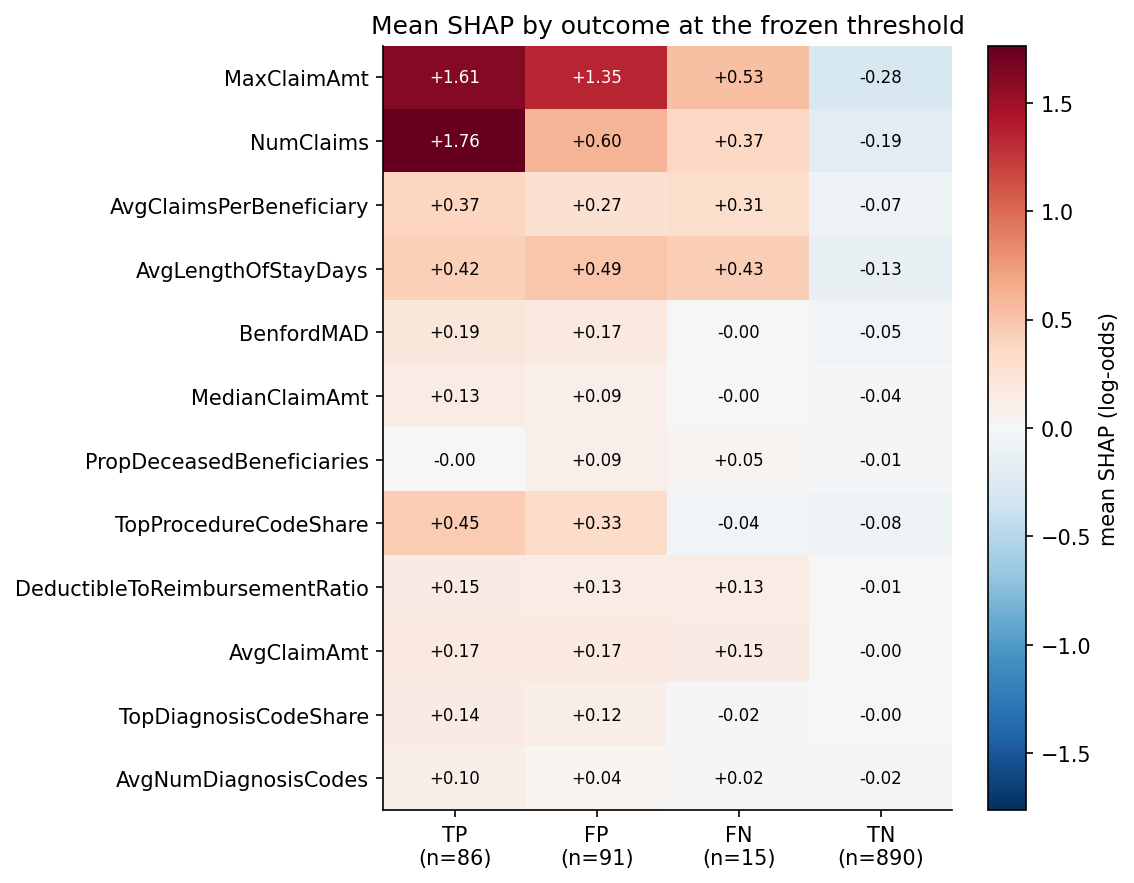 Mean SHAP by outcome at the frozen threshold
MaxClaimAmt +1.61 +1.35 +0.53 -0.28
NumClaims +1.76 +0.60 +0.37 -0.19
AvgClaimsPerBeneficiary +0.37 +0.27 +0.31 -0.07
AvgLengthOfStayDays +0.42 +0.49 +0.43 -0.13
BenfordMAD +0.19 +0.17 -0.00 -0.05
MedianClaimAmt +0.13 +0.09 -0.00 -0.04
PropDeceasedBeneficiaries -0.00 +0.09 +0.05 -0.01
TopProcedureCodeShare +0.45 +0.33 -0.04 -0.08
DeductibleToReimbursementRatio +0.15 +0.13 +0.13 -0.01
AvgClaimAmt +0.17 +0.17 +0.15 -0.00
TopDiagnosisCodeShare +0.14 +0.12 -0.02 -0.00
AvgNumDiagnosisCodes +0.10 +0.04 +0.02 -0.02
TP FP FN TN
(n=86) (n=91) (n=15) (n=890)
1.5
1.0
0.5
0.0
−0.5
−1.0
−1.5
mean SHAP (log-odds)